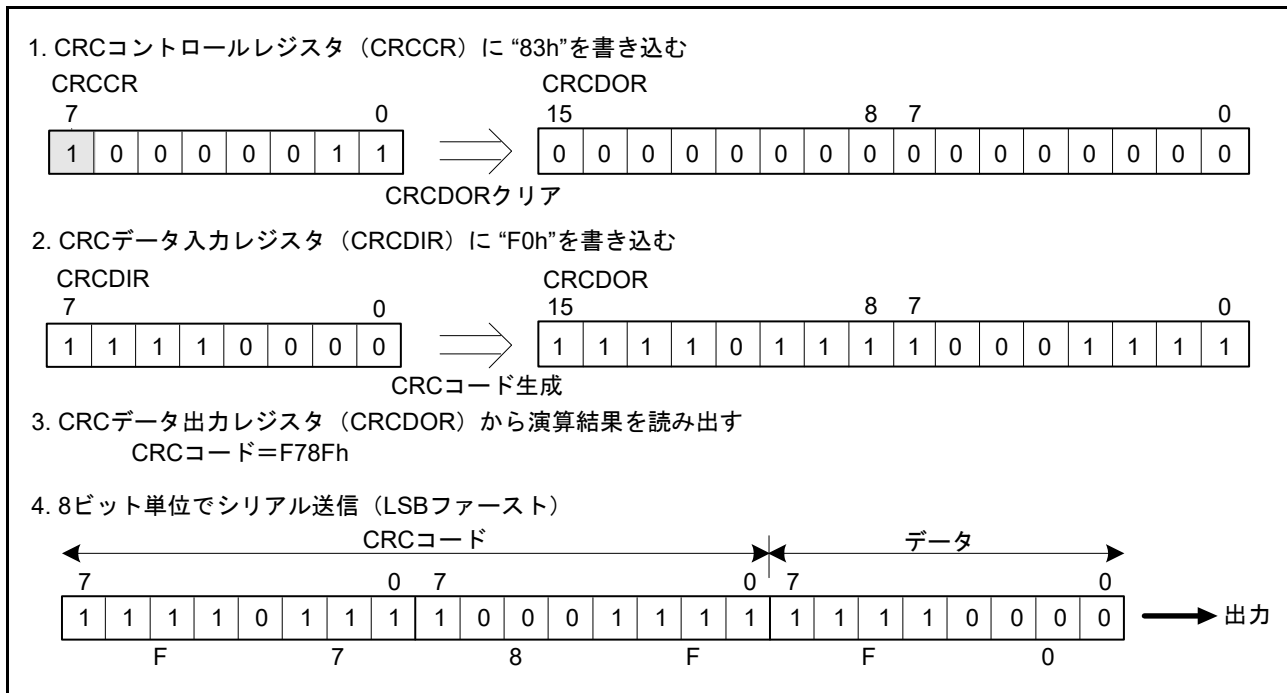 1. CRCコントロールレジスタ（CRCCR）に “83h”を書き込む
CRCCR CRCDOR
7 0 15 8 7 0
1 0 0 0 0 0 1 1 0 0 0 0 0 0 0 0 0 0 0 0 0 0 0 0
CRCDORクリア
2. CRCデータ入力レジスタ（CRCDIR）に “F0h”を書き込む
CRCDIR CRCDOR
7 0 15 8 7 0
1 1 1 1 0 0 0 0 1 1 1 1 0 1 1 1 1 0 0 0 1 1 1 1
CRCコード生成
3. CRCデータ出力レジスタ（CRCDOR）から演算結果を読み出す
CRCコード＝F78Fh
4. 8ビット単位でシリアル送信（LSBファースト）
CRCコード データ
7 0 7 0 7 0
1 1 1 1 0 1 1 1 1 0 0 0 1 1 1 1 1 1 1 1 0 0 0 0 出力
F 7 8 F F 0